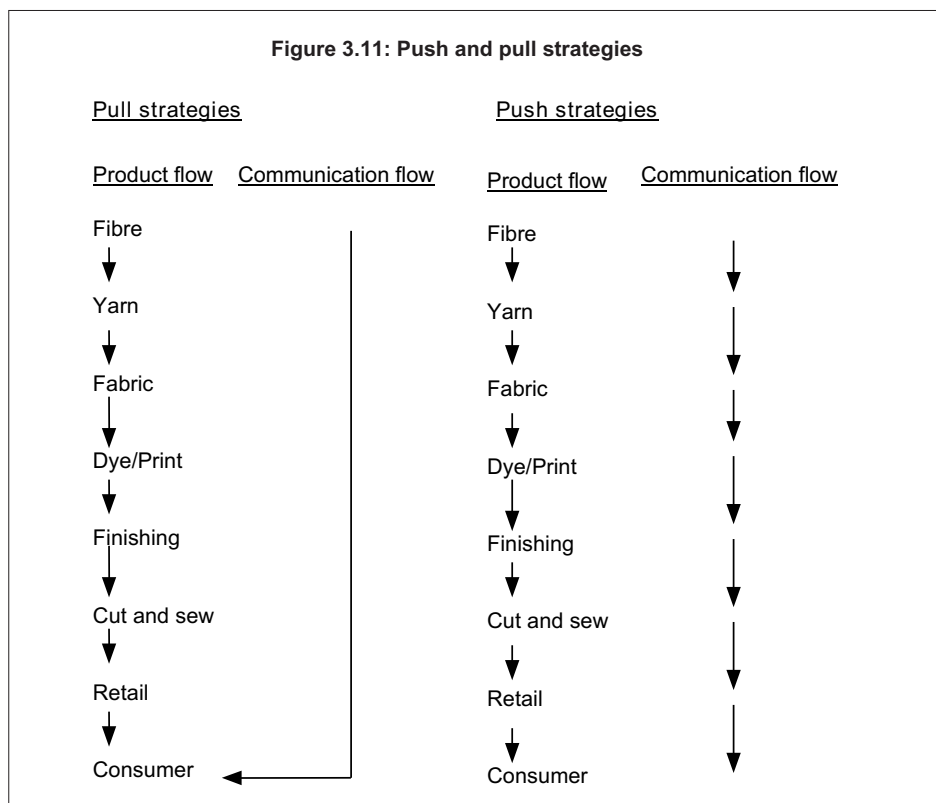 Figure 3.11: Push and pull strategies
Pull strategies
Product flow Communication flow
Fibre
Yarn
Fabric
Dye/Print
Finishing
Cut and sew
Retail
Consumer
Push strategies
Product flow Communication flow
Fibre
Yarn
Fabric
Dye/Print
Finishing
Cut and sew
Retail
Consumer